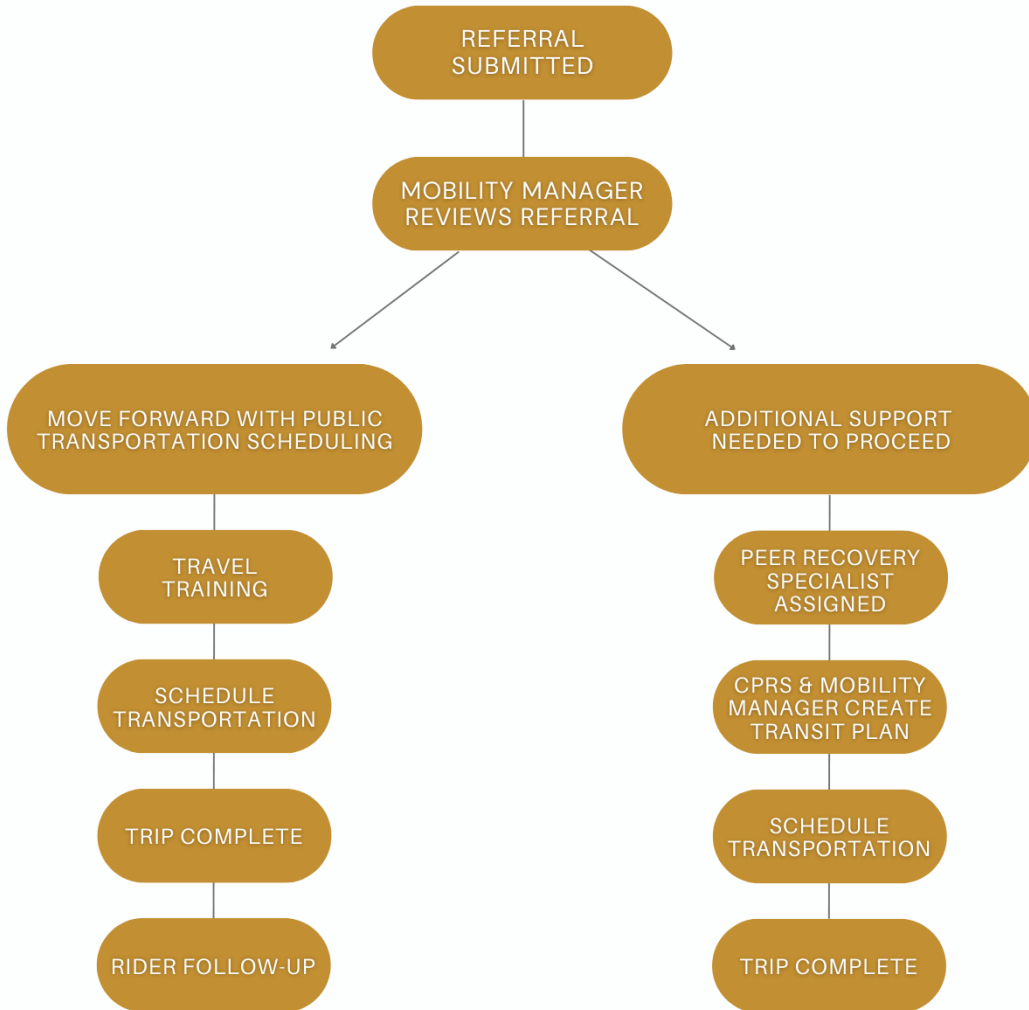 REFERRAL
SUBMITTED
MOBILITY MANAGER
REVIEWS REFERRAL
MOVE FORWARD WITH PUBLIC
TRANSPORTATION SCHEDULING
TRAVEL
TRAINING
SCHEDULE
TRANSPORTATION
TRIP COMPLETE
RIDER FOLLOW-UP
ADDITIONAL SUPPORT
NEEDED TO PROCEED
PEER RECOVERY
SPECIALIST
ASSIGNED
CPRS & MOBILITY
MANAGER CREATE
TRANSIT PLAN
SCHEDULE
TRANSPORTATION
TRIP COMPLETE